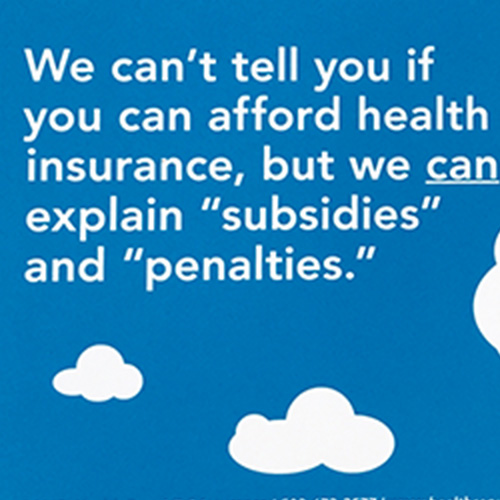 We can't tell you if
you can afford health
insurance, but we can
explain “subsidies”
and “penalties.”